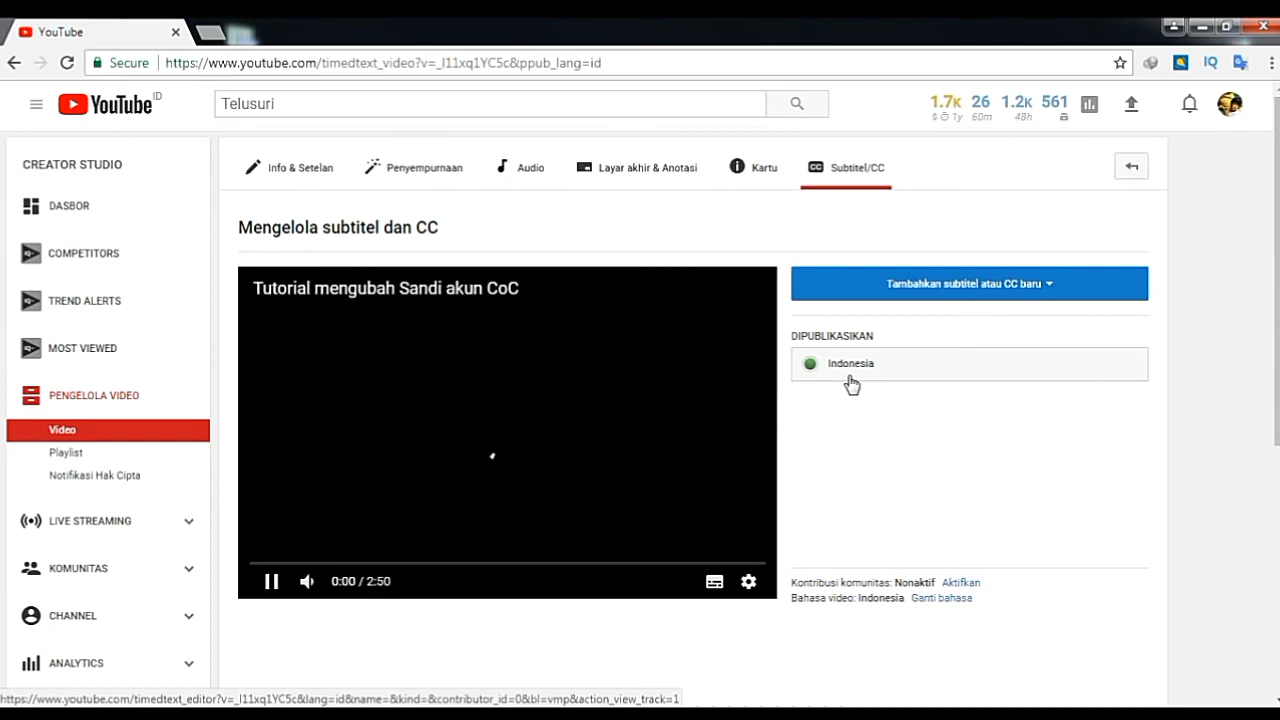 YouTube
Secure
https://www.youtube.com/timedtext_video?v=_l11xq1YC5c&ppub_lang=id
YouTube ID
Telusuri
1.7K 26 1.2K 561
$ 1y 60m 48h
CREATOR STUDIO
DASBOR
COMPETITORS
TREND ALERTS
MOST VIEWED
PENGELOLA VIDEO
Video
Playlist
Notifikasi Hak Cipta
LIVE STREAMING
KOMUNITAS
CHANNEL
ANALYTICS
Info & Setelan
Penyempurnaan
Audio
Layar akhir & Anotasi
Kartu
CC Subtitel/CC
Mengelola subtitel dan CC
Tutorial mengubah Sandi akun CoC
0:00 / 2:50
Tambahkan subtitel atau CC baru
DIPUBLIKASIKAN
Indonesia
Kontribusi komunitas: Nonaktif Aktifkan
Bahasa video: Indonesia Ganti bahasa
https://www.youtube.com/timedtext_editor?v=_l11xq1YC5c&lang=id&name=&kind=&contributor_id=0&bl=vmp&action_view_track=1